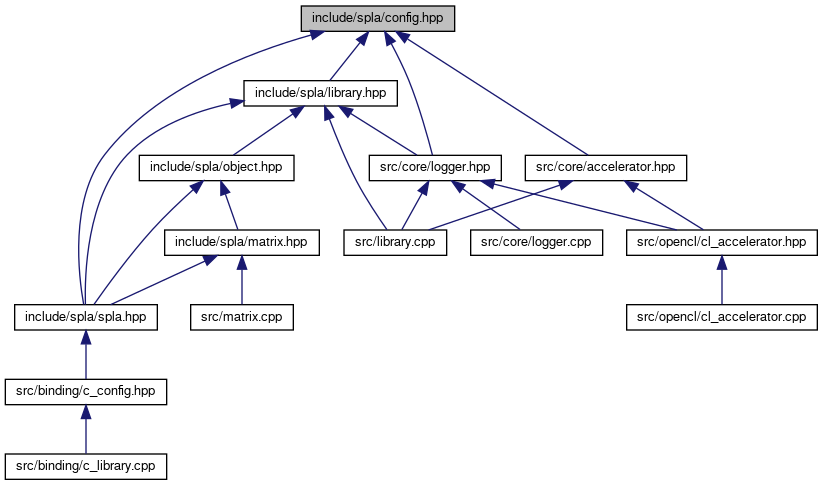 include/spla/config.hpp
include/spla/library.hpp
include/spla/object.hpp
src/core/logger.hpp
src/core/accelerator.hpp
include/spla/matrix.hpp
src/library.cpp
src/core/logger.cpp
src/opencl/cl_accelerator.hpp
include/spla/spla.hpp
src/matrix.cpp
src/opencl/cl_accelerator.cpp
src/binding/c_config.hpp
src/binding/c_library.cpp